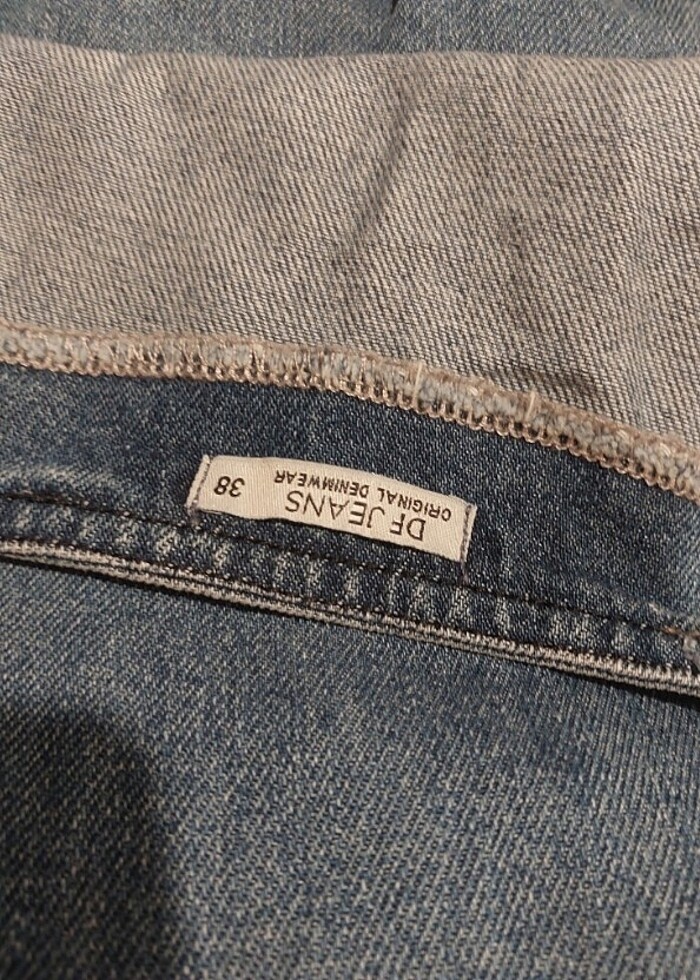 DF JEANS
ORIGINAL DENIMWEAR
38